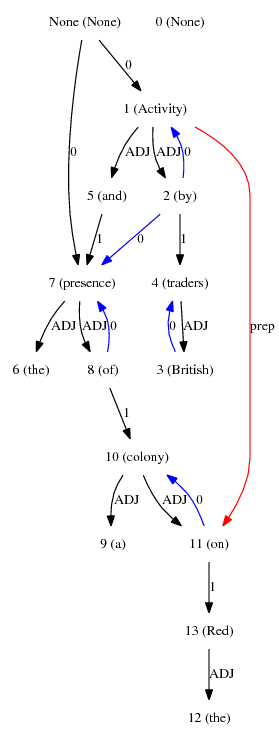 None (None) 0 (None)
0
1 (Activity)
0 ADJ ADJ 0
5 (and) 2 (by)
1 0 1
7 (presence) 4 (traders)
prep
ADJ ADJ 0 0 ADJ
6 (the) 8 (of) 3 (British)
1
10 (colony)
ADJ ADJ 0
9 (a) 11 (on)
1
13 (Red)
ADJ
12 (the)